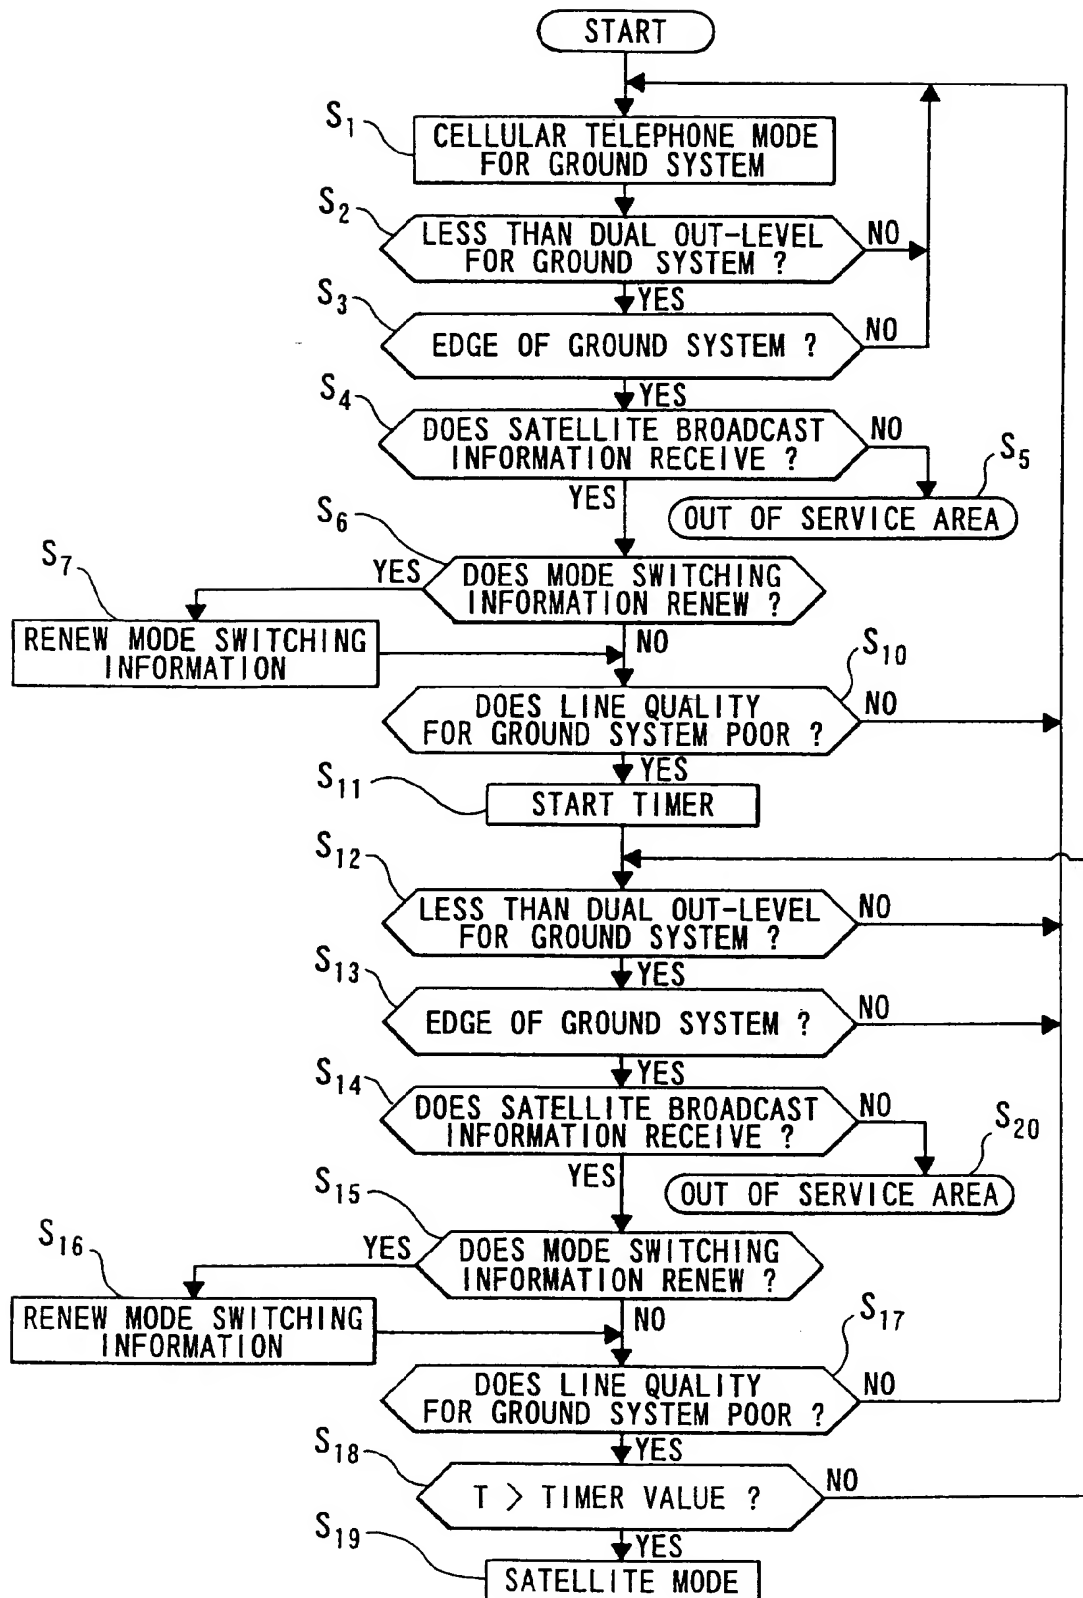 START
S1
CELLULAR TELEPHONE MODE
FOR GROUND SYSTEM
S2
LESS THAN DUAL OUT-LEVEL
FOR GROUND SYSTEM ?
NO
YES
S3
EDGE OF GROUND SYSTEM ?
NO
YES
S4
DOES SATELLITE BROADCAST
INFORMATION RECEIVE ?
NO
YES
S5
OUT OF SERVICE AREA
S6
DOES MODE SWITCHING
INFORMATION RENEW ?
YES
NO
S7
RENEW MODE SWITCHING
INFORMATION
S10
DOES LINE QUALITY
FOR GROUND SYSTEM POOR ?
NO
YES
S11
START TIMER
S12
LESS THAN DUAL OUT-LEVEL
FOR GROUND SYSTEM ?
NO
YES
S13
EDGE OF GROUND SYSTEM ?
NO
YES
S14
DOES SATELLITE BROADCAST
INFORMATION RECEIVE ?
NO
YES
S20
OUT OF SERVICE AREA
S15
DOES MODE SWITCHING
INFORMATION RENEW ?
YES
NO
S16
RENEW MODE SWITCHING
INFORMATION
S17
DOES LINE QUALITY
FOR GROUND SYSTEM POOR ?
NO
YES
S18
T > TIMER VALUE ?
NO
YES
S19
SATELLITE MODE